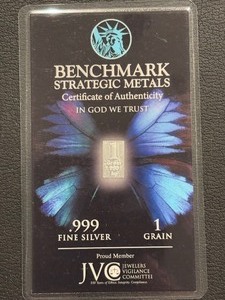 BENCHMARK
STRATEGIC METALS
Certificate of Authenticity
IN GOD WE TRUST
1
.999 1
FINE SILVER GRAIN
Proud Member
JVC JEWELERS
VIGILANCE
COMMITTEE